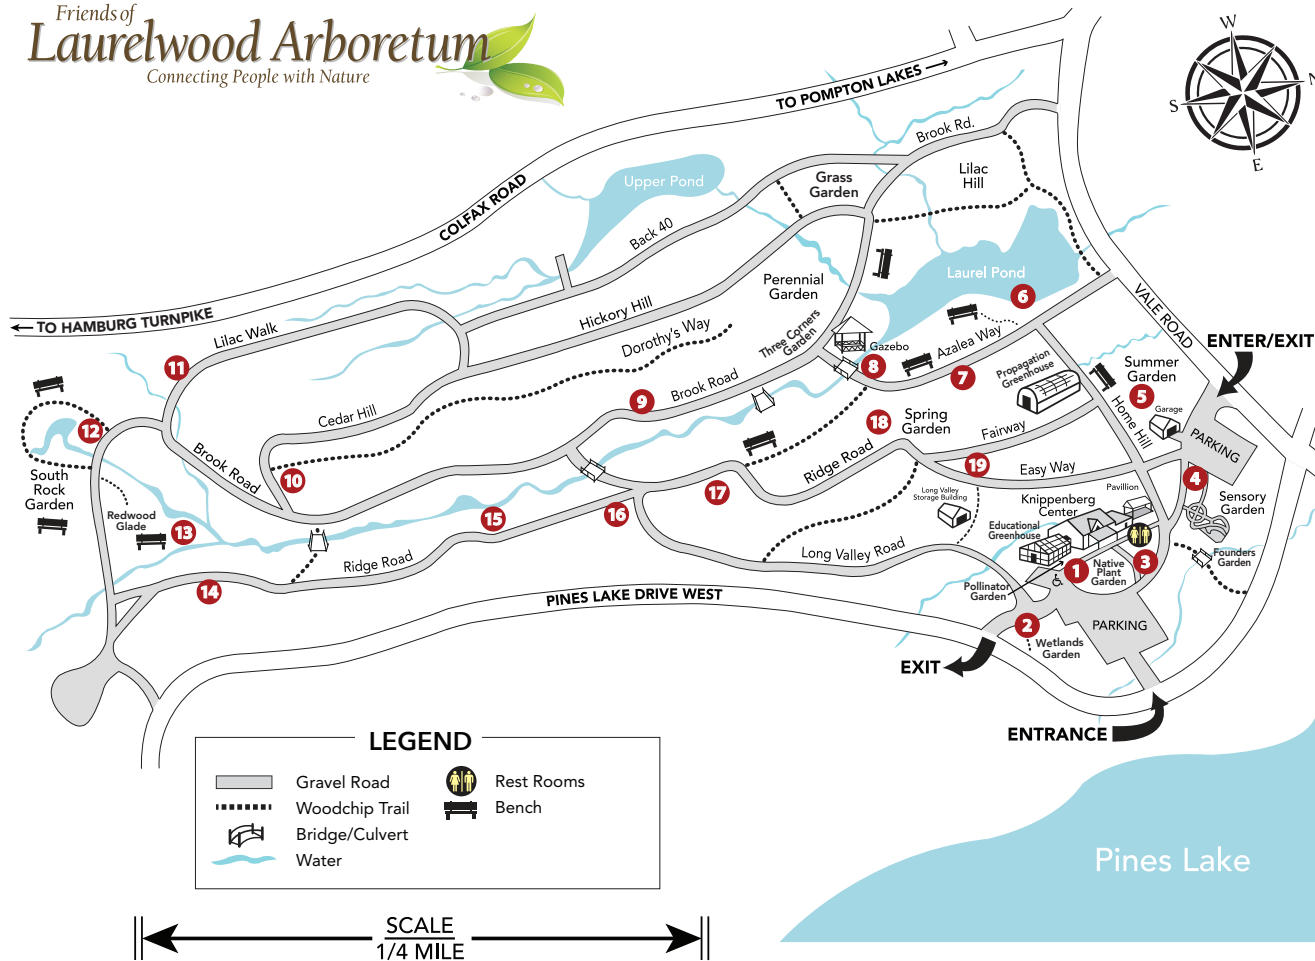 Friends of
Laurelwood Arboretum
Connecting People with Nature
W
N
S
E
TO POMPTON LAKES →
COLFAX ROAD
← TO HAMBURG TURNPIKE
Brook Rd.
Lilac
Hill
Grass
Garden
Upper Pond
Back 40
Laurel Pond
6
Perennial
Garden
Hickory Hill
Dorothy's Way
Three Corners
Garden
Gazebo
8
Azalea Way
7
VALE ROAD
ENTER/EXIT
Lilac Walk
11
Propagation
Greenhouse
Summer
Garden
5
Garage
Home Hill
PARKING
9
Brook Road
Cedar Hill
18
Spring
Garden
Fairway
12
South
Rock
Garden
Brook Road
10
Ridge Road
19
Easy Way
4
17
Long Valley
Storage Building
Knippenberg
Center
Pavillion
Sensory
Garden
Redwood
Glade
13
15
16
Educational
Greenhouse
Ridge Road
Long Valley Road
Founders
Garden
14
1
Native
Plant
Garden
3
Pollinator
Garden
PINES LAKE DRIVE WEST
2
Wetlands
Garden
PARKING
EXIT
ENTRANCE
LEGEND
Gravel Road
Rest Rooms
Woodchip Trail
Bench
Bridge/Culvert
Water
Pines Lake
SCALE
1/4 MILE